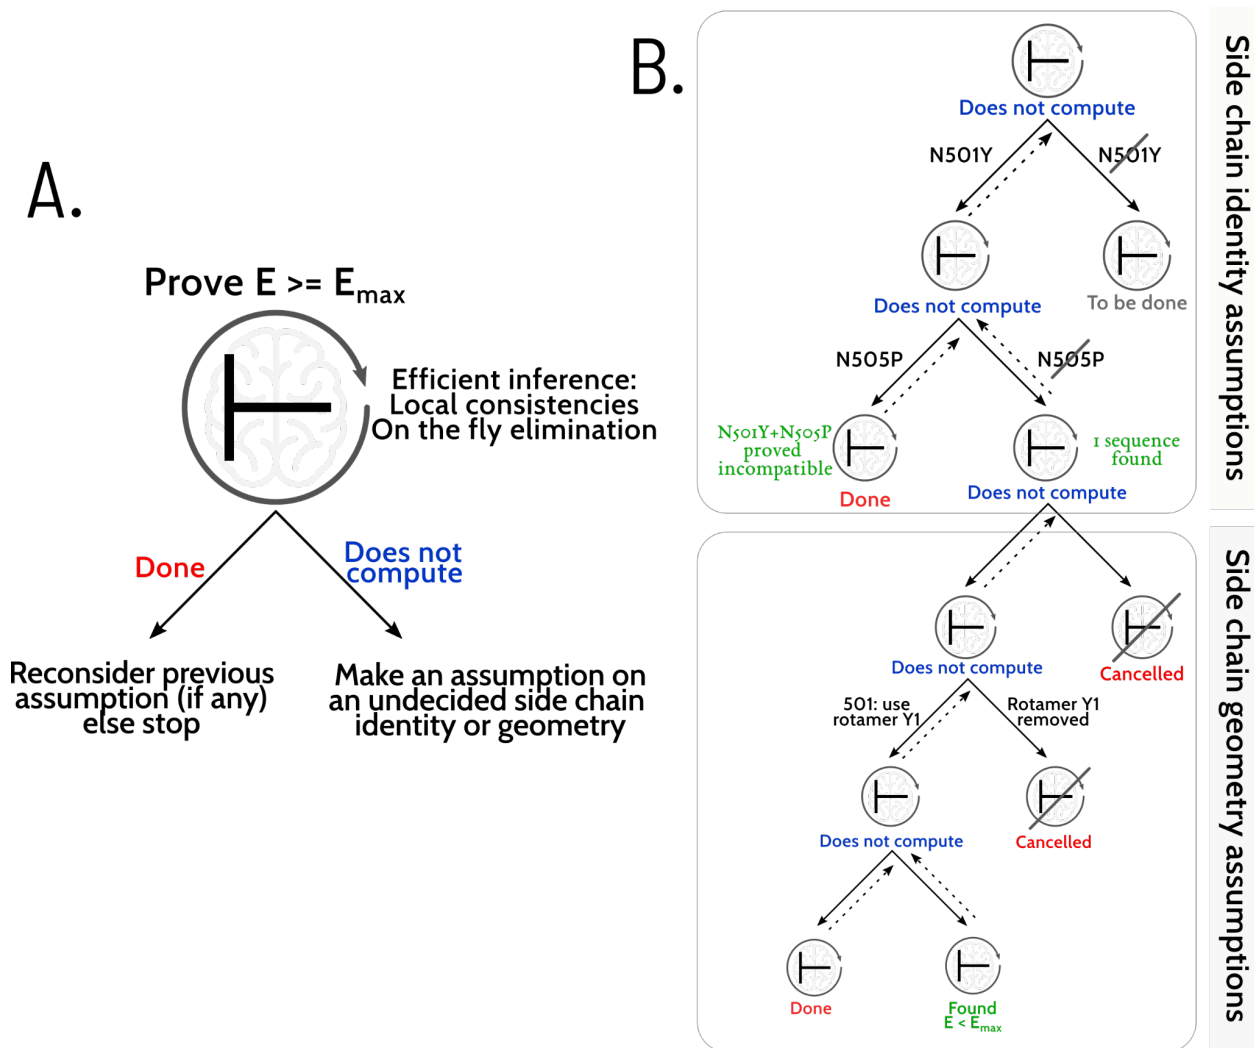 A.
Prove E >= Emax
Efficient inference:
Local consistencies
On the fly elimination
Done
Does not
compute
Reconsider previous
assumption (if any)
else stop
Make an assumption on
an undecided side chain
identity or geometry
B.
Does not compute
N501Y
N501Y
Does not compute
To be done
N505P
N505P
N501Y+N505P
proved
incompatible
Done
1 sequence
found
Does not compute
Does not compute
Cancelled
501: use
rotamer Y1
Rotamer Y1
removed
Does not compute
Cancelled
Done
Found
E < Emax
Side chain identity assumptions
Side chain geometry assumptions